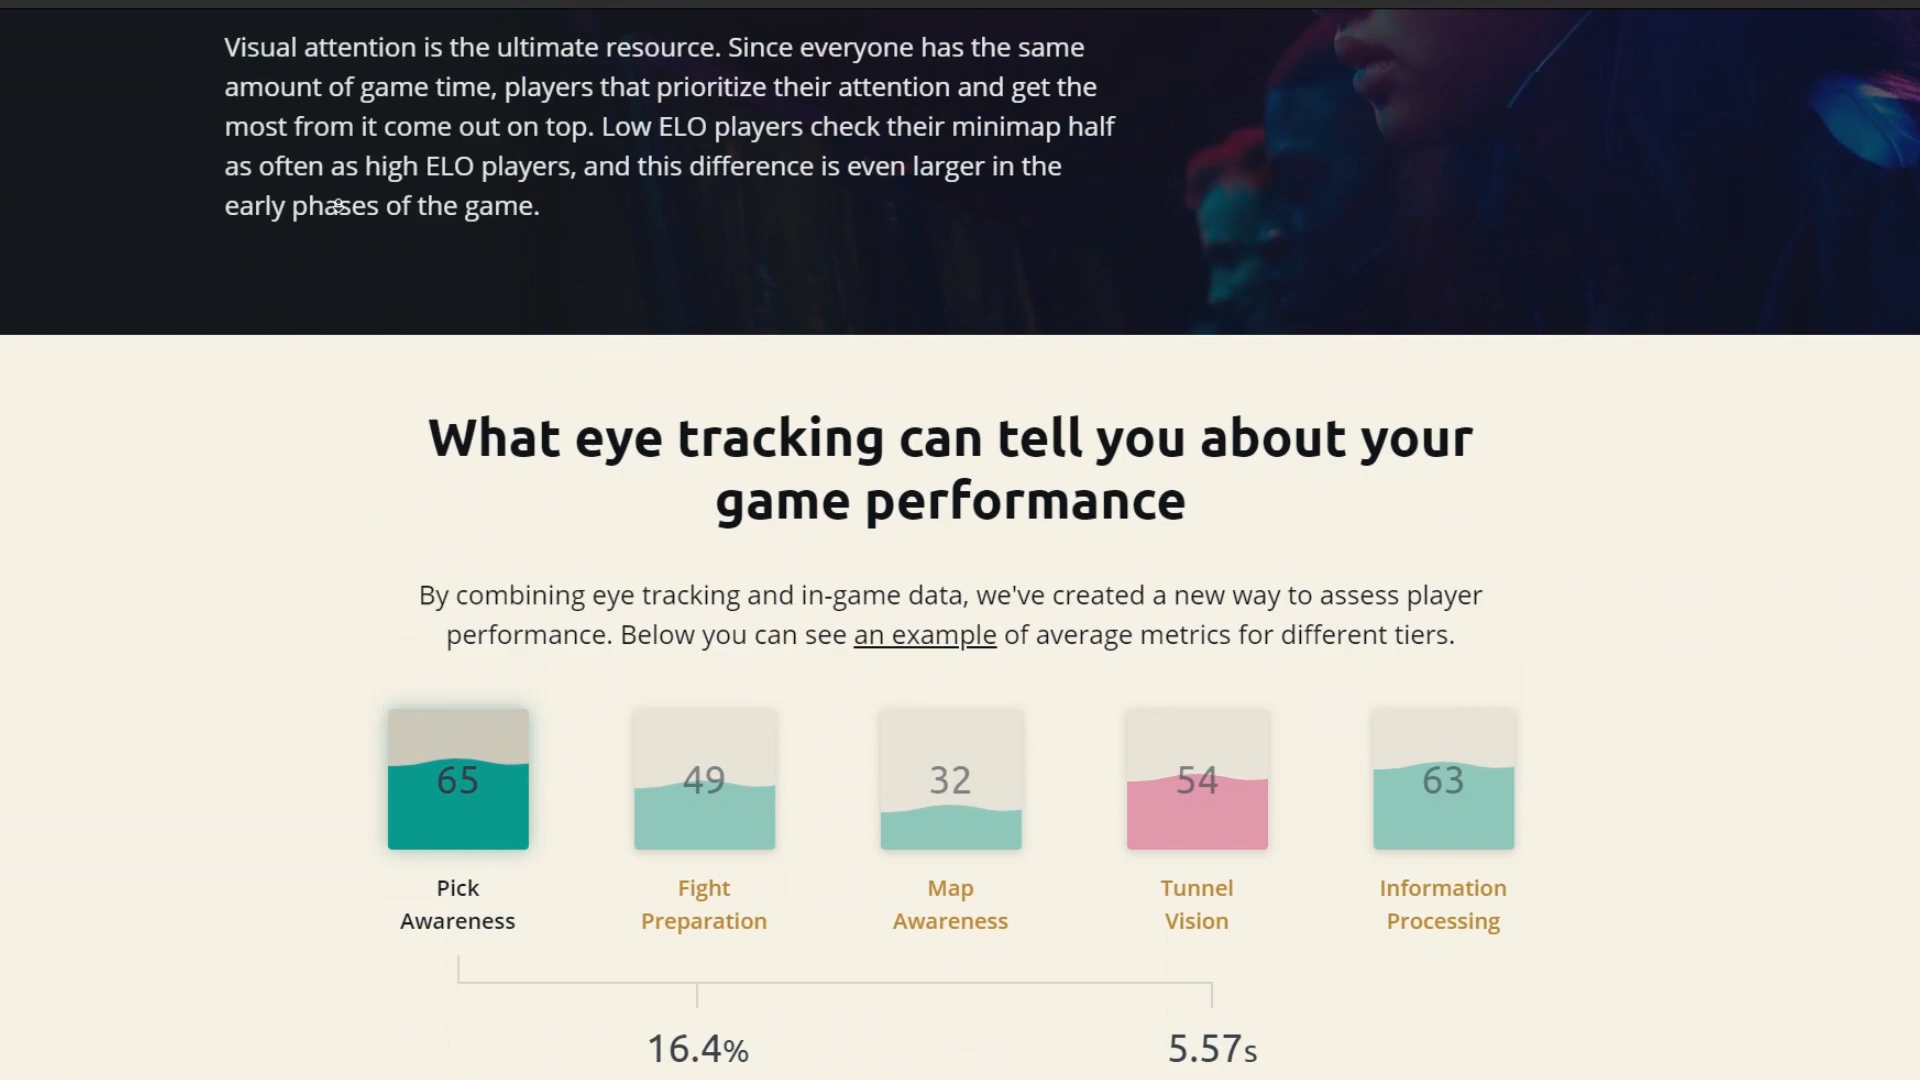 Visual attention is the ultimate resource. Since everyone has the same
amount of game time, players that prioritize their attention and get the
most from it come out on top. Low ELO players check their minimap half
as often as high ELO players, and this difference is even larger in the
early phases of the game.
What eye tracking can tell you about your
game performance
By combining eye tracking and in-game data, we've created a new way to assess player
performance. Below you can see an example of average metrics for different tiers.
65
49
32
54
63
Pick
Awareness
Fight
Preparation
Map
Awareness
Tunnel
Vision
Information
Processing
16.4%
5.57s